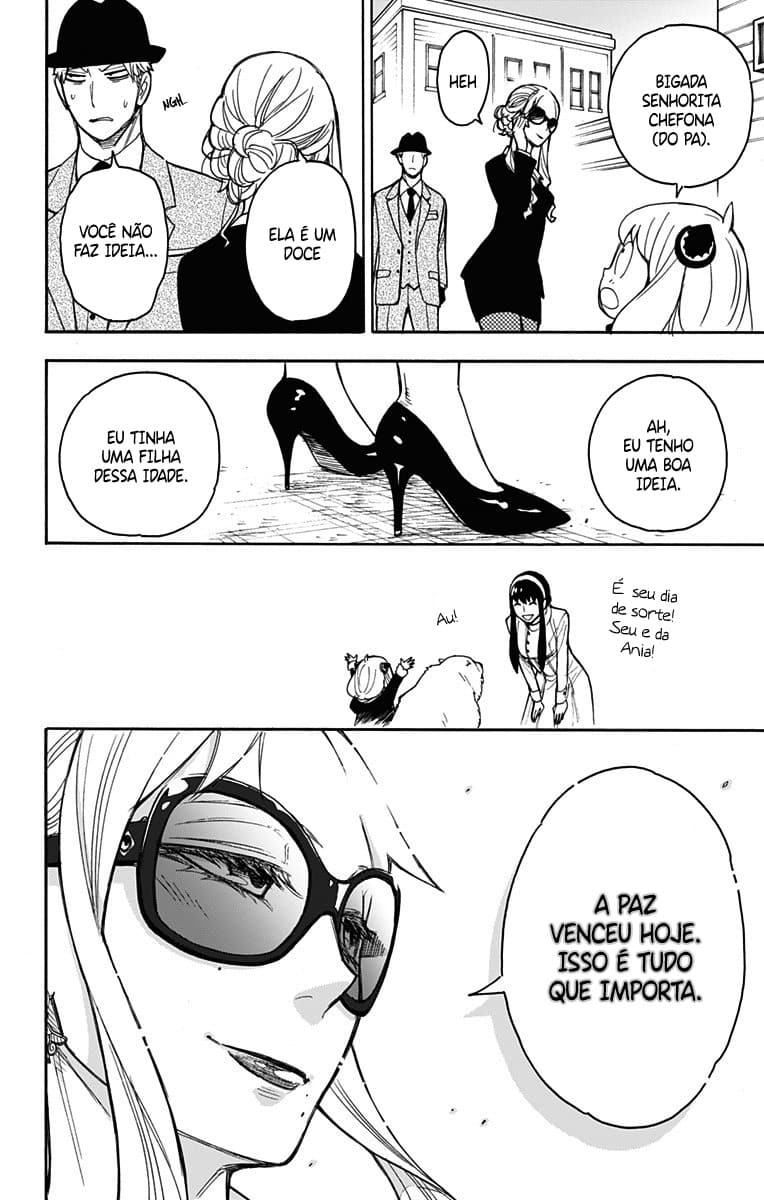 BIGADA
SENHORITA
CHEFONA
(DO PA).
HEH
NGH...
ELA É UM
DOCE
VOCÊ NÃO
FAZ IDEIA...
AH,
EU TENHO
UMA BOA
IDEIA.
EU TINHA
UMA FILHA
DESSA IDADE.
É seu dia
de sorte!
Seu e da
Ania!
Au!
A PAZ
VENCEU HOJE.
ISSO É TUDO
QUE IMPORTA.